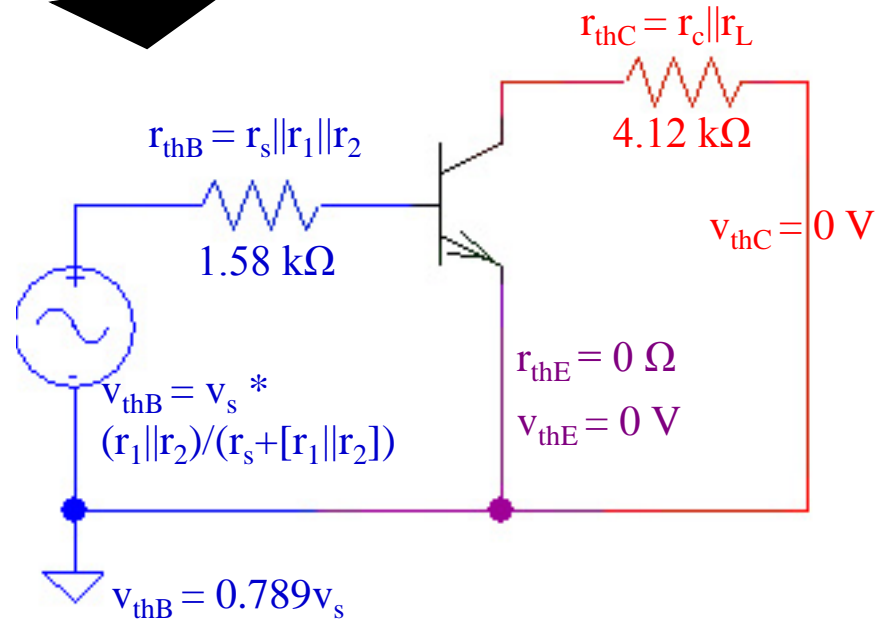 r_thC = r_c||r_L
4.12 kΩ
r_thB = r_s||r_1||r_2
1.58 kΩ
v_thC = 0 V
+
-
r_thE = 0 Ω
v_thE = 0 V
v_thB = v_s *
(r_1||r_2)/(r_s+[r_1||r_2])
v_thB = 0.789v_s